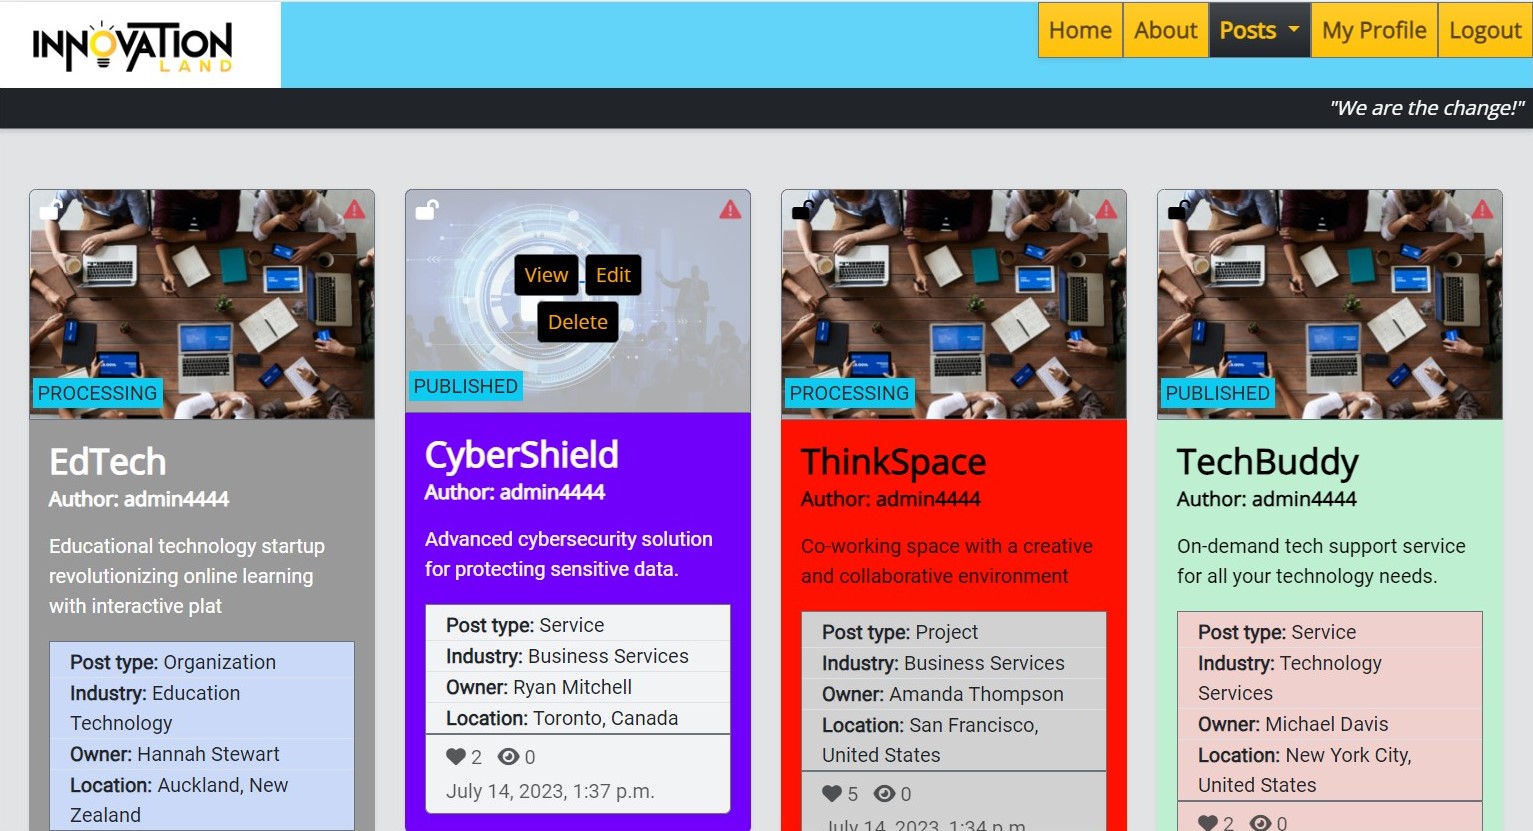 INNOVATION
LAND
Home About Posts My Profile Logout
"We are the change!"
PROCESSING
EdTech
Author: admin4444
Educational technology startup
revolutionizing online learning
with interactive plat
Post type: Organization
Industry: Education
Technology
Owner: Hannah Stewart
Location: Auckland, New
Zealand
View Edit
Delete
PUBLISHED
CyberShield
Author: admin4444
Advanced cybersecurity solution
for protecting sensitive data.
Post type: Service
Industry: Business Services
Owner: Ryan Mitchell
Location: Toronto, Canada
2 0
July 14, 2023, 1:37 p.m.
PROCESSING
ThinkSpace
Author: admin4444
Co-working space with a creative
and collaborative environment
Post type: Project
Industry: Business Services
Owner: Amanda Thompson
Location: San Francisco,
United States
5 0
July 14, 2023, 1:34 p.m.
PUBLISHED
TechBuddy
Author: admin4444
On-demand tech support service
for all your technology needs.
Post type: Service
Industry: Technology
Services
Owner: Michael Davis
Location: New York City,
United States
2 0